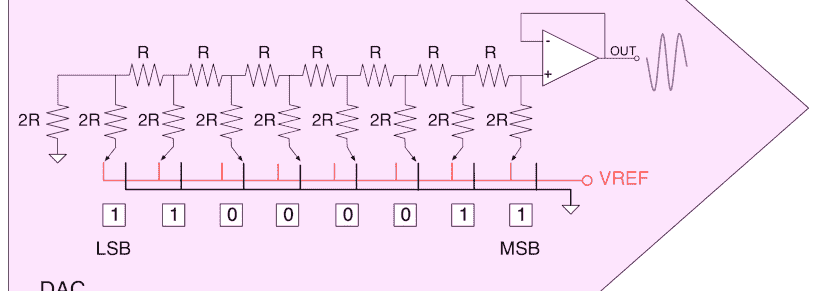 R R R R R R R
- OUT
+
2R 2R 2R 2R 2R 2R 2R 2R 2R
VREF
1 1 0 0 0 0 1 1
LSB MSB
DAC